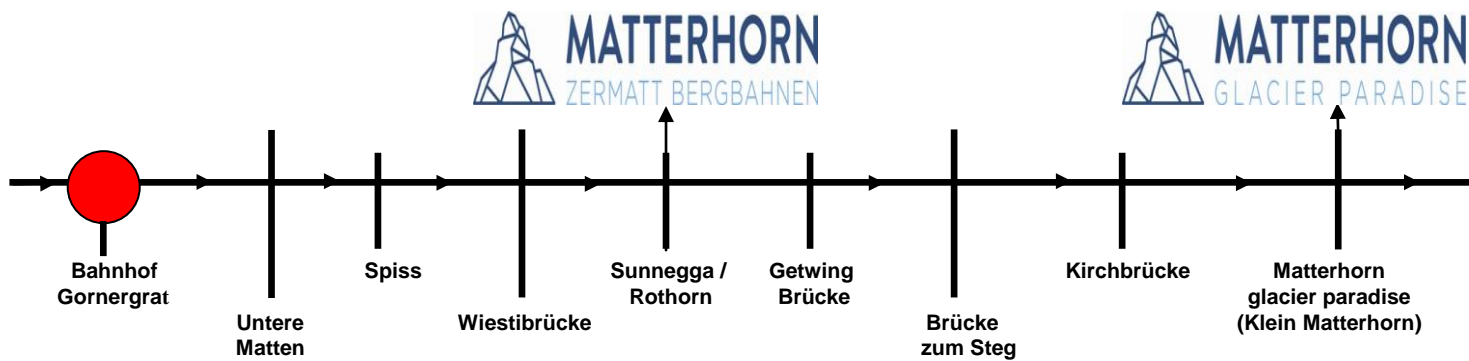 MATTERHORN
ZERMATT BERGBAHNEN
MATTERHORN
GLACIER PARADISE
Bahnhof
Gornergrat
Untere
Matten
Spiss
Wiestibrücke
Sunnegga /
Rothorn
Getwing
Brücke
Brücke
zum Steg
Kirchbrücke
Matterhorn
glacier paradise
(Klein Matterhorn)